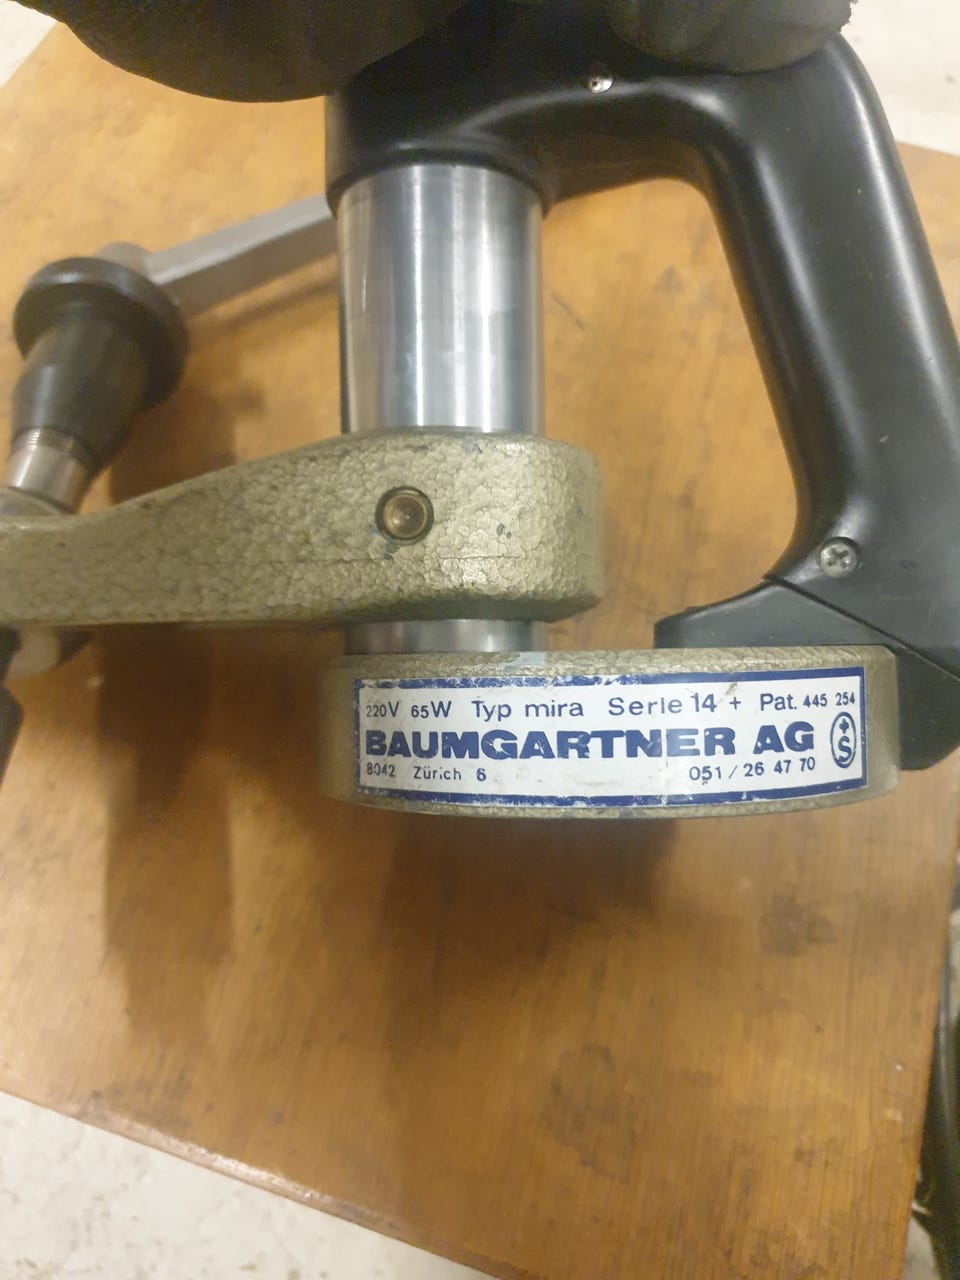 220V 65W Typ mira Serie 14 + Pat. 445 254
BAUMGARTNER AG
+S
8042 Zürich 6 051/26 47 70